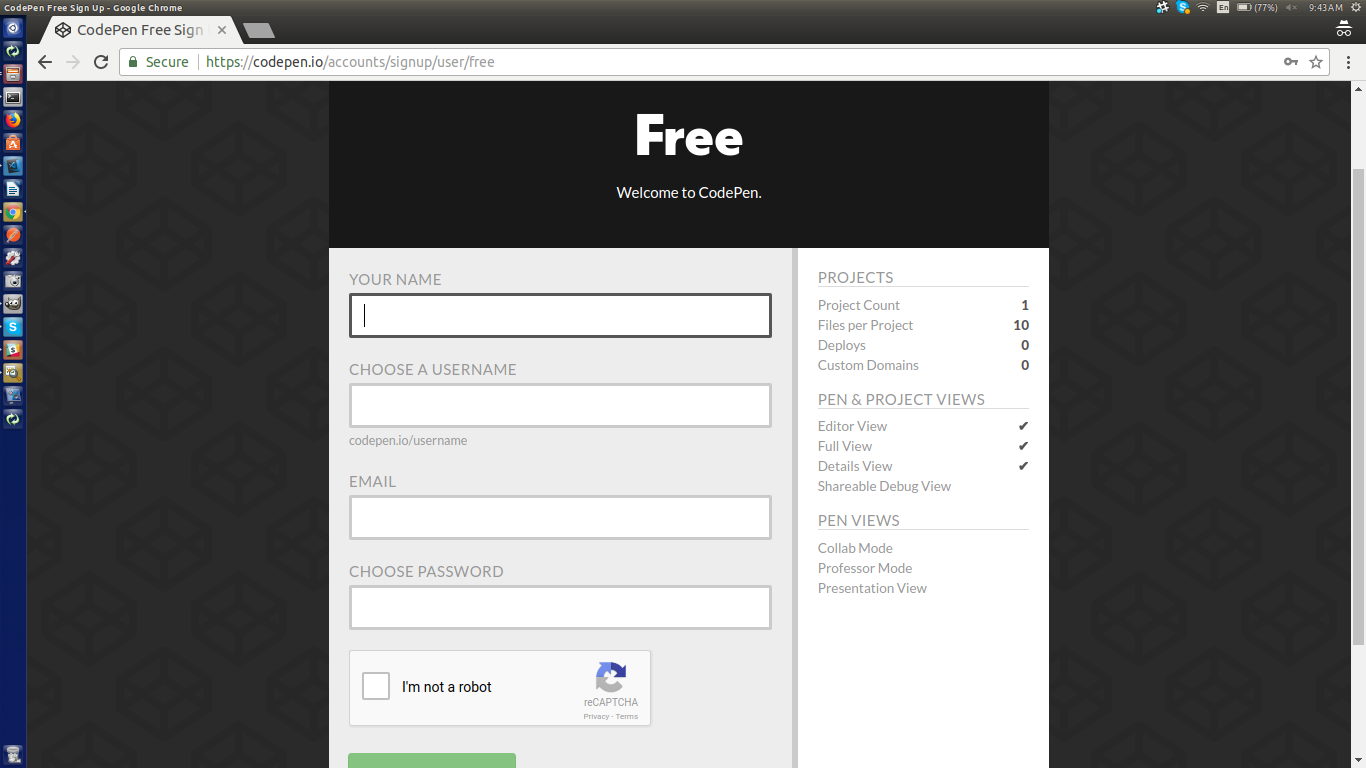 CodePen Free Sign Up - Google Chrome
En
(77%)
9:43AM
CodePen Free Sign
Secure
https://codepen.io/accounts/signup/user/free
Free
Welcome to CodePen.
YOUR NAME
CHOOSE A USERNAME
codepen.io/username
EMAIL
CHOOSE PASSWORD
I'm not a robot
reCAPTCHA
Privacy - Terms
PROJECTS
Project Count 1
Files per Project 10
Deploys 0
Custom Domains 0
PEN & PROJECT VIEWS
Editor View ✔
Full View ✔
Details View ✔
Shareable Debug View
PEN VIEWS
Collab Mode
Professor Mode
Presentation View